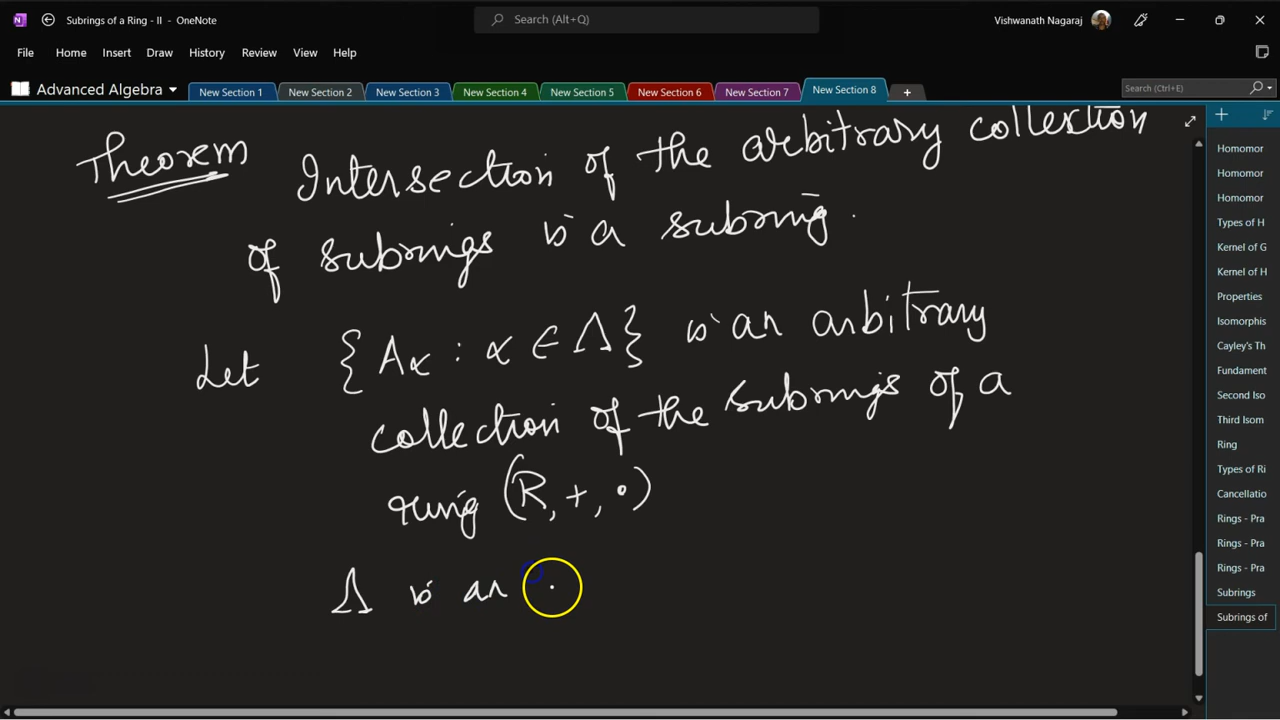 Subrings of a Ring - II - OneNote
Search (Alt+Q)
Vishwanath Nagaraj
File Home Insert Draw History Review View Help
Advanced Algebra
New Section 1 New Section 2 New Section 3 New Section 4 New Section 5 New Section 6 New Section 7 New Section 8 +
Search (Ctrl+E)
Theorem Intersection of the arbitrary collection
of subrings is a subring.
Let {Aα : α ∈ Λ} is an arbitrary
collection of the subrings of a
ring (R, +, •)
Λ is an
Homomor
Homomor
Homomor
Types of H
Kernel of G
Kernel of H
Properties
Isomorphis
Cayley's Th
Fundament
Second Iso
Third Isom
Ring
Types of Ri
Cancellatio
Rings - Pra
Rings - Pra
Rings - Pra
Subrings
Subrings of